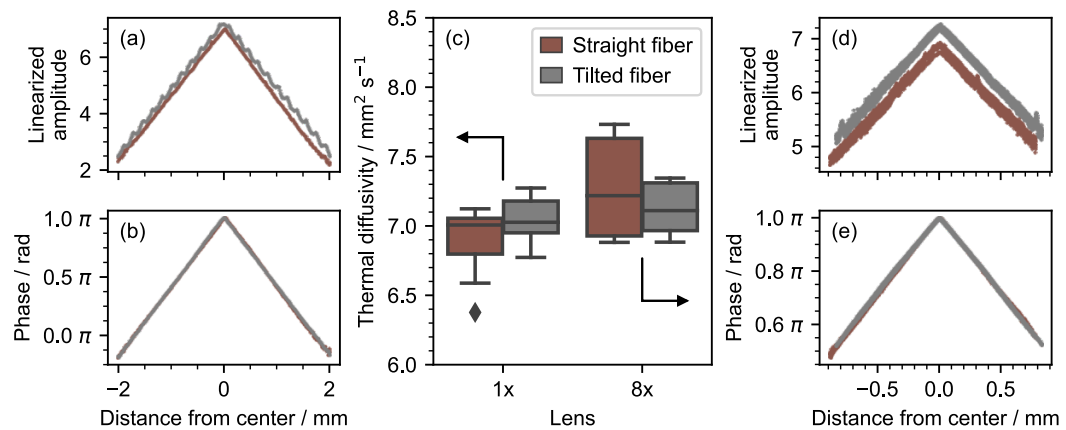 (a)
Linearized
amplitude
6
4
2
−2
0
2
(b)
Phase / rad
1.0 π
0.5 π
0.0 π
−2
0
2
Distance from center / mm
(c)
Thermal diffusivity / mm² s⁻¹
8.5
8.0
7.5
7.0
6.5
6.0
Straight fiber
Tilted fiber
1x
8x
Lens
(d)
Linearized
amplitude
7
6
5
(e)
Phase / rad
1.0 π
0.8 π
0.6 π
−0.5
0.0
0.5
Distance from center / mm